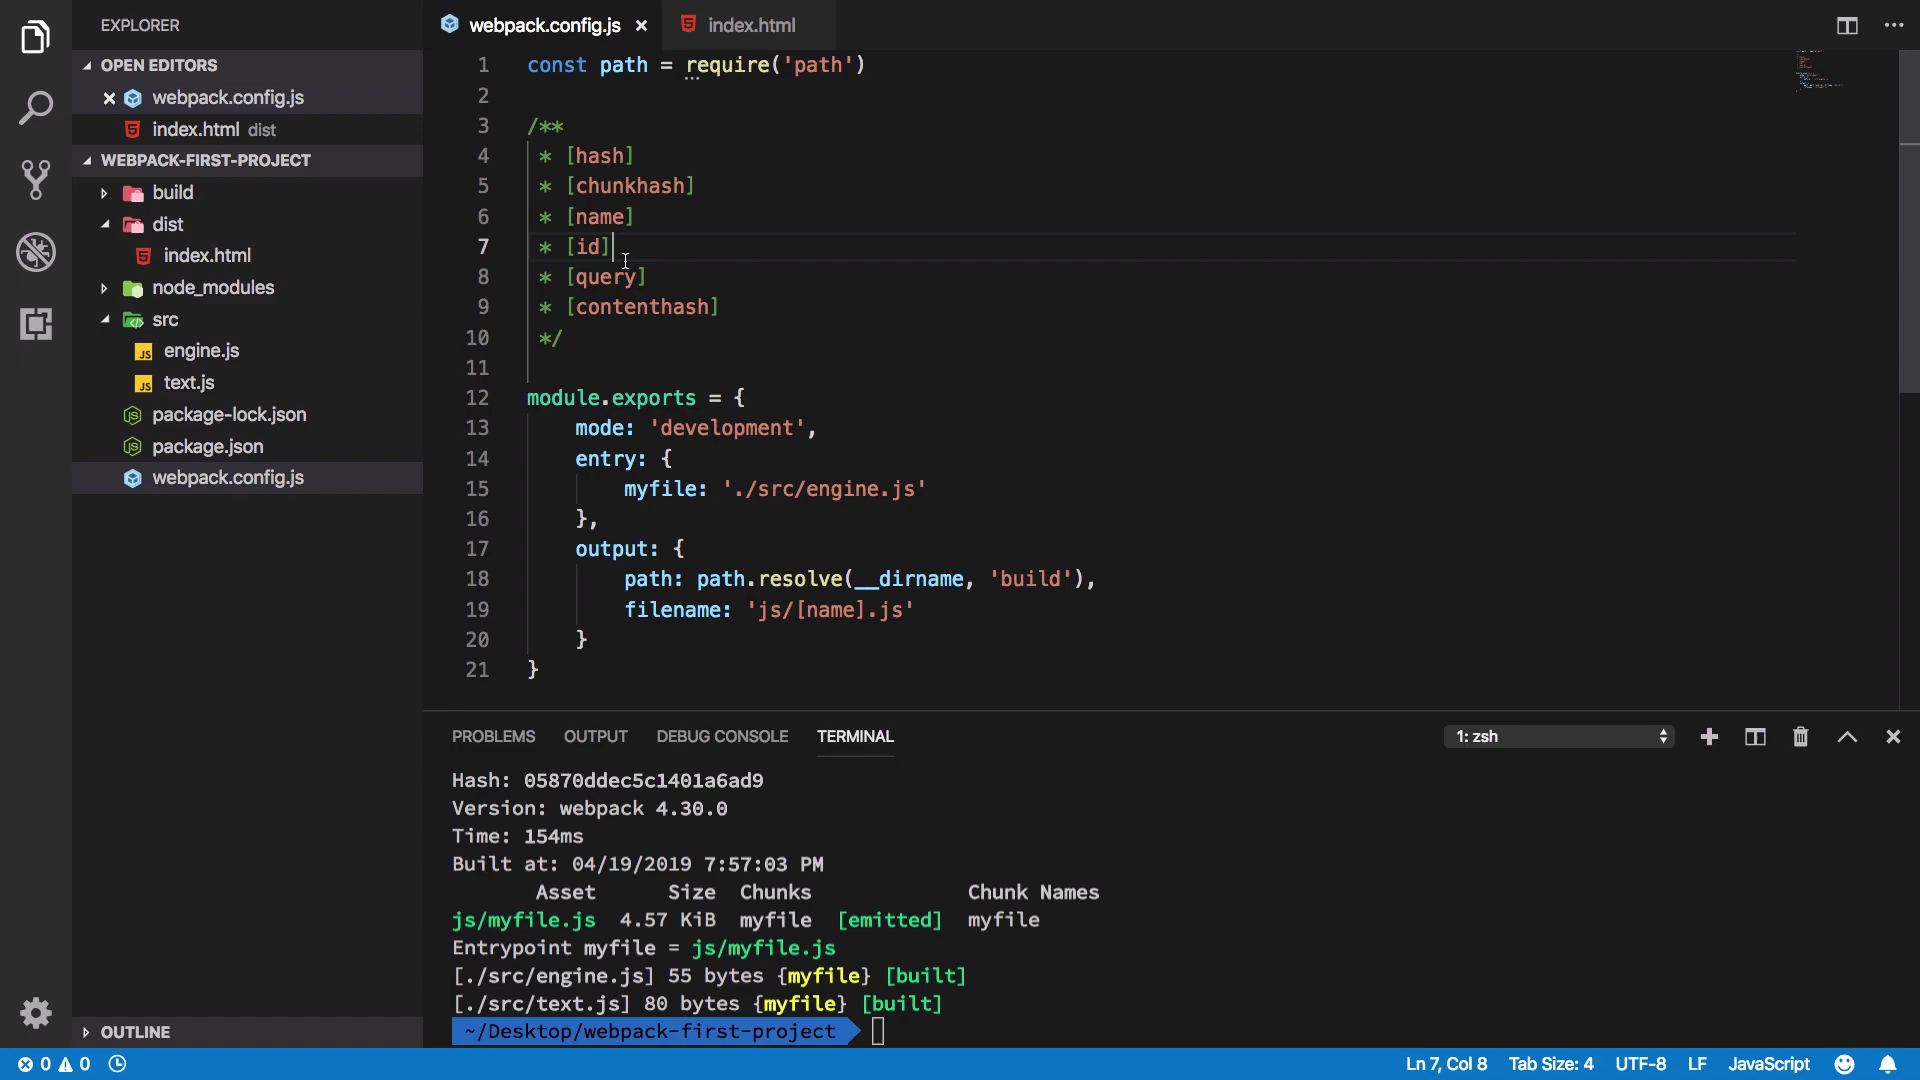 EXPLORER
OPEN EDITORS
webpack.config.js
index.html dist
WEBPACK-FIRST-PROJECT
build
dist
index.html
node_modules
src
JS engine.js
JS text.js
package-lock.json
package.json
webpack.config.js
OUTLINE
webpack.config.js
index.html
1 const path = require('path')
2
3 /**
4 * [hash]
5 * [chunkhash]
6 * [name]
7 * [id]
8 * [query]
9 * [contenthash]
10 */
11
12 module.exports = {
13 mode: 'development',
14 entry: {
15 myfile: './src/engine.js'
16 },
17 output: {
18 path: path.resolve(__dirname, 'build'),
19 filename: 'js/[name].js'
20 }
21 }
PROBLEMS OUTPUT DEBUG CONSOLE TERMINAL 1: zsh
Hash: 05870ddec5c1401a6ad9
Version: webpack 4.30.0
Time: 154ms
Built at: 04/19/2019 7:57:03 PM
Asset Size Chunks Chunk Names
js/myfile.js 4.57 KiB myfile [emitted] myfile
Entrypoint myfile = js/myfile.js
[./src/engine.js] 55 bytes {myfile} [built]
[./src/text.js] 80 bytes {myfile} [built]
~/Desktop/webpack-first-project
0 0 Ln 7, Col 8 Tab Size: 4 UTF-8 LF JavaScript